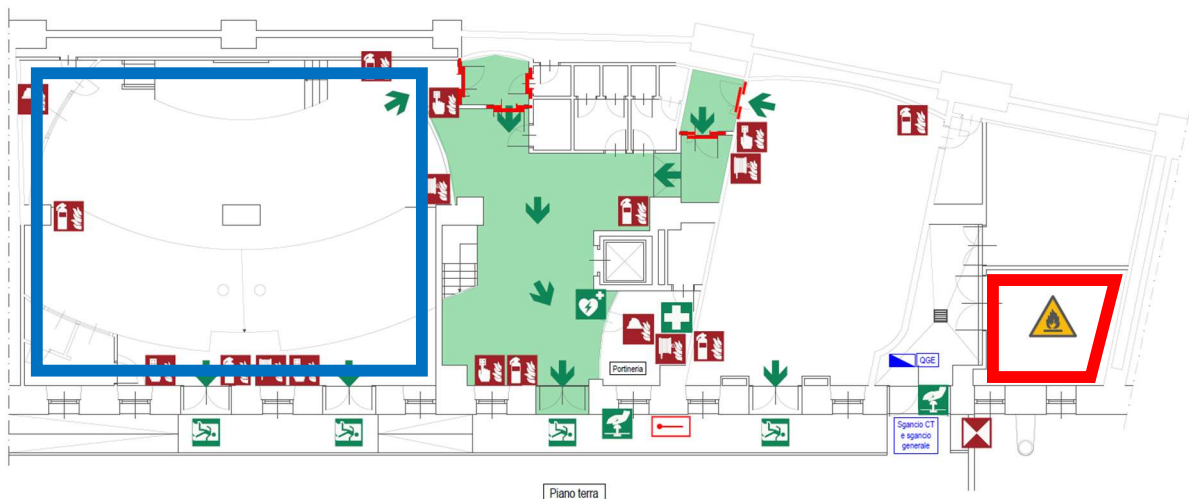 Portineria
QGE
Sgancio CT
e sgancio
generale
Piano terra